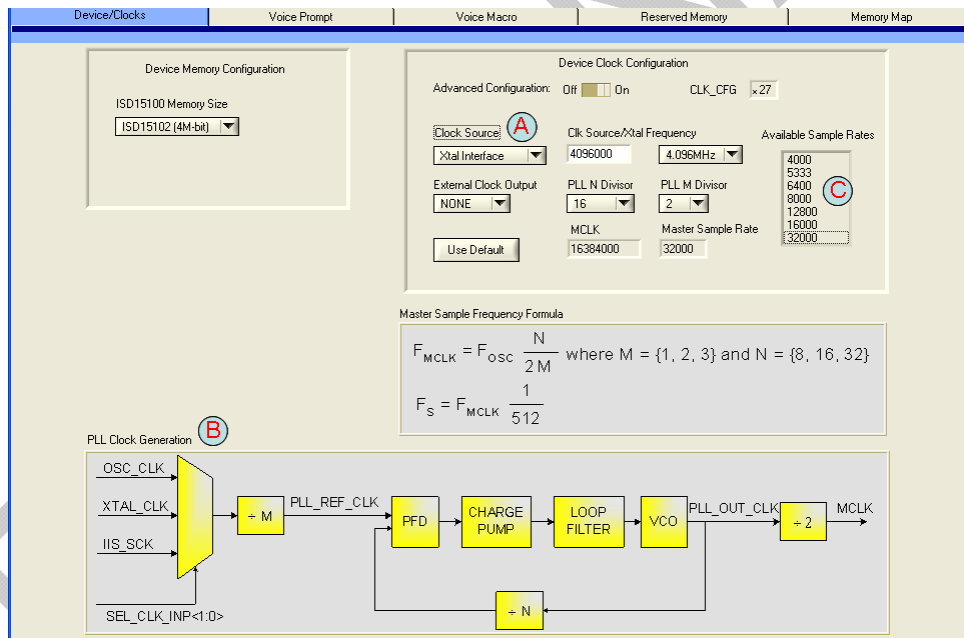 Device/Clocks Voice Prompt Voice Macro Reserved Memory Memory Map
Device Memory Configuration
ISD15100 Memory Size
ISD15102 (4M-bit)
Device Clock Configuration
Advanced Configuration: Off On CLK_CFG x27
Clock Source A Clk Source/Xtal Frequency
Xtal Interface 4096000 4.096MHz
External Clock Output PLL N Divisor PLL M Divisor
NONE 16 2
MCLK Master Sample Rate
Use Default 16384000 32000
Available Sample Rates
4000
5333
6400
8000
12800
16000
32000
C
Master Sample Frequency Formula
F_MCLK = F_OSC N / 2 M where M = {1, 2, 3} and N = {8, 16, 32}
F_S = F_MCLK 1 / 512
PLL Clock Generation B
OSC_CLK
XTAL_CLK
IIS_SCK
SEL_CLK_INP<1:0>
÷ M
PLL_REF_CLK
PFD
CHARGE
PUMP
LOOP
FILTER
VCO
PLL_OUT_CLK
÷ 2
MCLK
÷ N